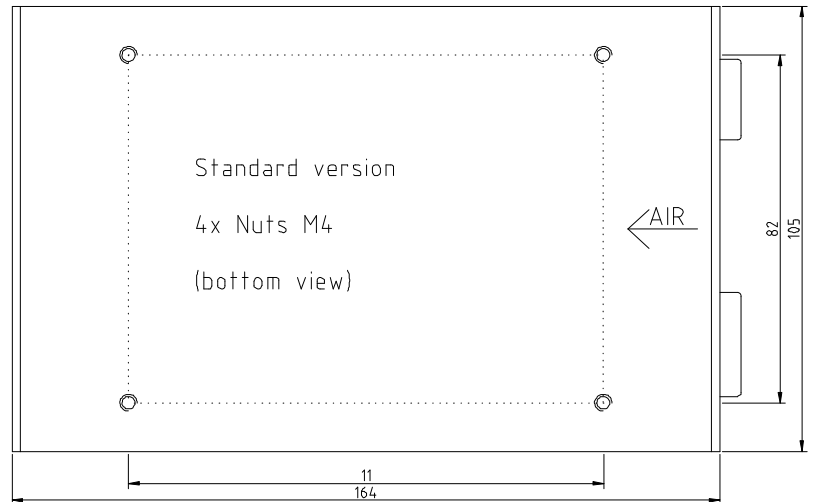 Standard version
4x Nuts M4
(bottom view)
AIR
82
105
11
164